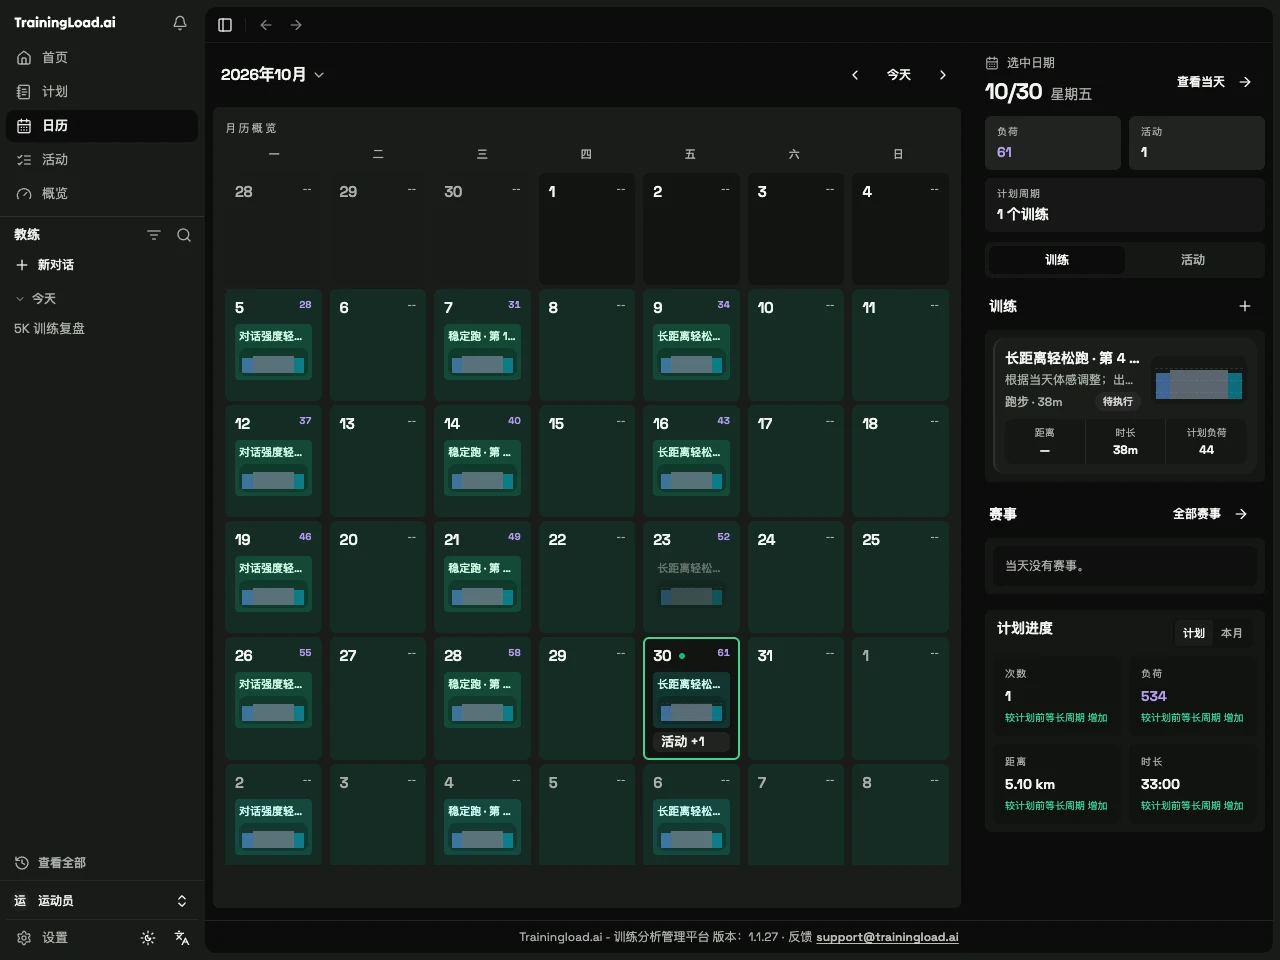 TrainingLoad.ai
首页
计划
日历
活动
概览
教练
新对话
今天
5K 训练复盘
查看全部
运 运动员
设置
2026年10月
今天
月历概览
一 二 三 四 五 六 日
28 -- 29 -- 30 -- 1 -- 2 -- 3 -- 4 --
5 28 6 -- 7 31 8 -- 9 34 10 -- 11 --
对话强度轻... 稳定跑 · 第 1... 长距离轻松...
12 37 13 -- 14 40 15 -- 16 43 17 -- 18 --
对话强度轻... 稳定跑 · 第 ... 长距离轻松...
19 46 20 -- 21 49 22 -- 23 52 24 -- 25 --
对话强度轻... 稳定跑 · 第 ... 长距离轻松...
26 55 27 -- 28 58 29 -- 30 61 31 -- 1 --
对话强度轻... 稳定跑 · 第 ... 长距离轻松...
活动 +1
2 -- 3 -- 4 -- 5 -- 6 -- 7 -- 8 --
对话强度轻... 稳定跑 · 第 ... 长距离轻松...
选中日期
10/30 星期五
查看当天
负荷
61
活动
1
计划周期
1 个训练
训练 活动
训练
长距离轻松跑 · 第 4 ...
根据当天体感调整；出...
跑步 · 38m 待执行
距离 时长 计划负荷
— 38m 44
赛事 全部赛事
当天没有赛事。
计划进度 计划 本月
次数
1
较计划前等长周期 增加
负荷
534
较计划前等长周期 增加
距离
5.10 km
较计划前等长周期 增加
时长
33:00
较计划前等长周期 增加
Trainingload.ai - 训练分析管理平台 版本：1.1.27 · 反馈 support@trainingload.ai